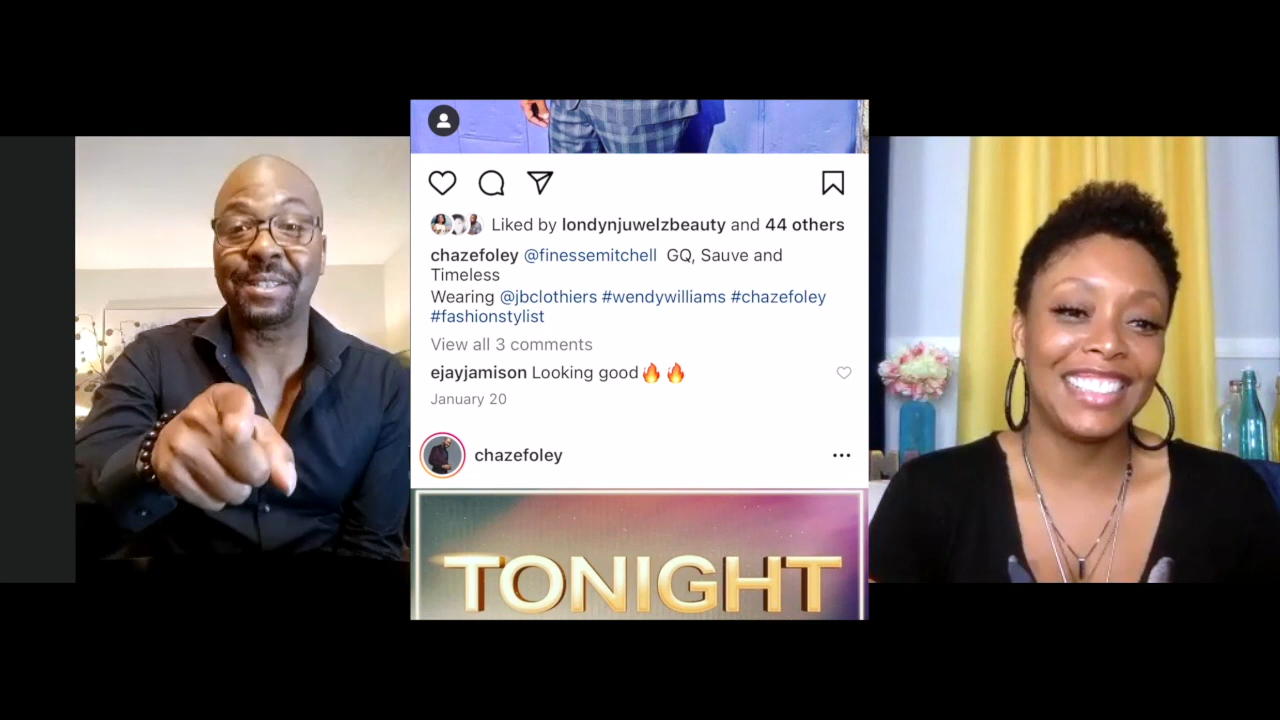 Liked by londynjuwelzbeauty and 44 others
chazefoley @finessemitchell GQ, Sauve and
Timeless
Wearing @jbclothiers #wendywilliams #chazefoley
#fashionstylist
View all 3 comments
ejayjamison Looking good🔥 🔥
January 20
chazefoley
TONIGHT